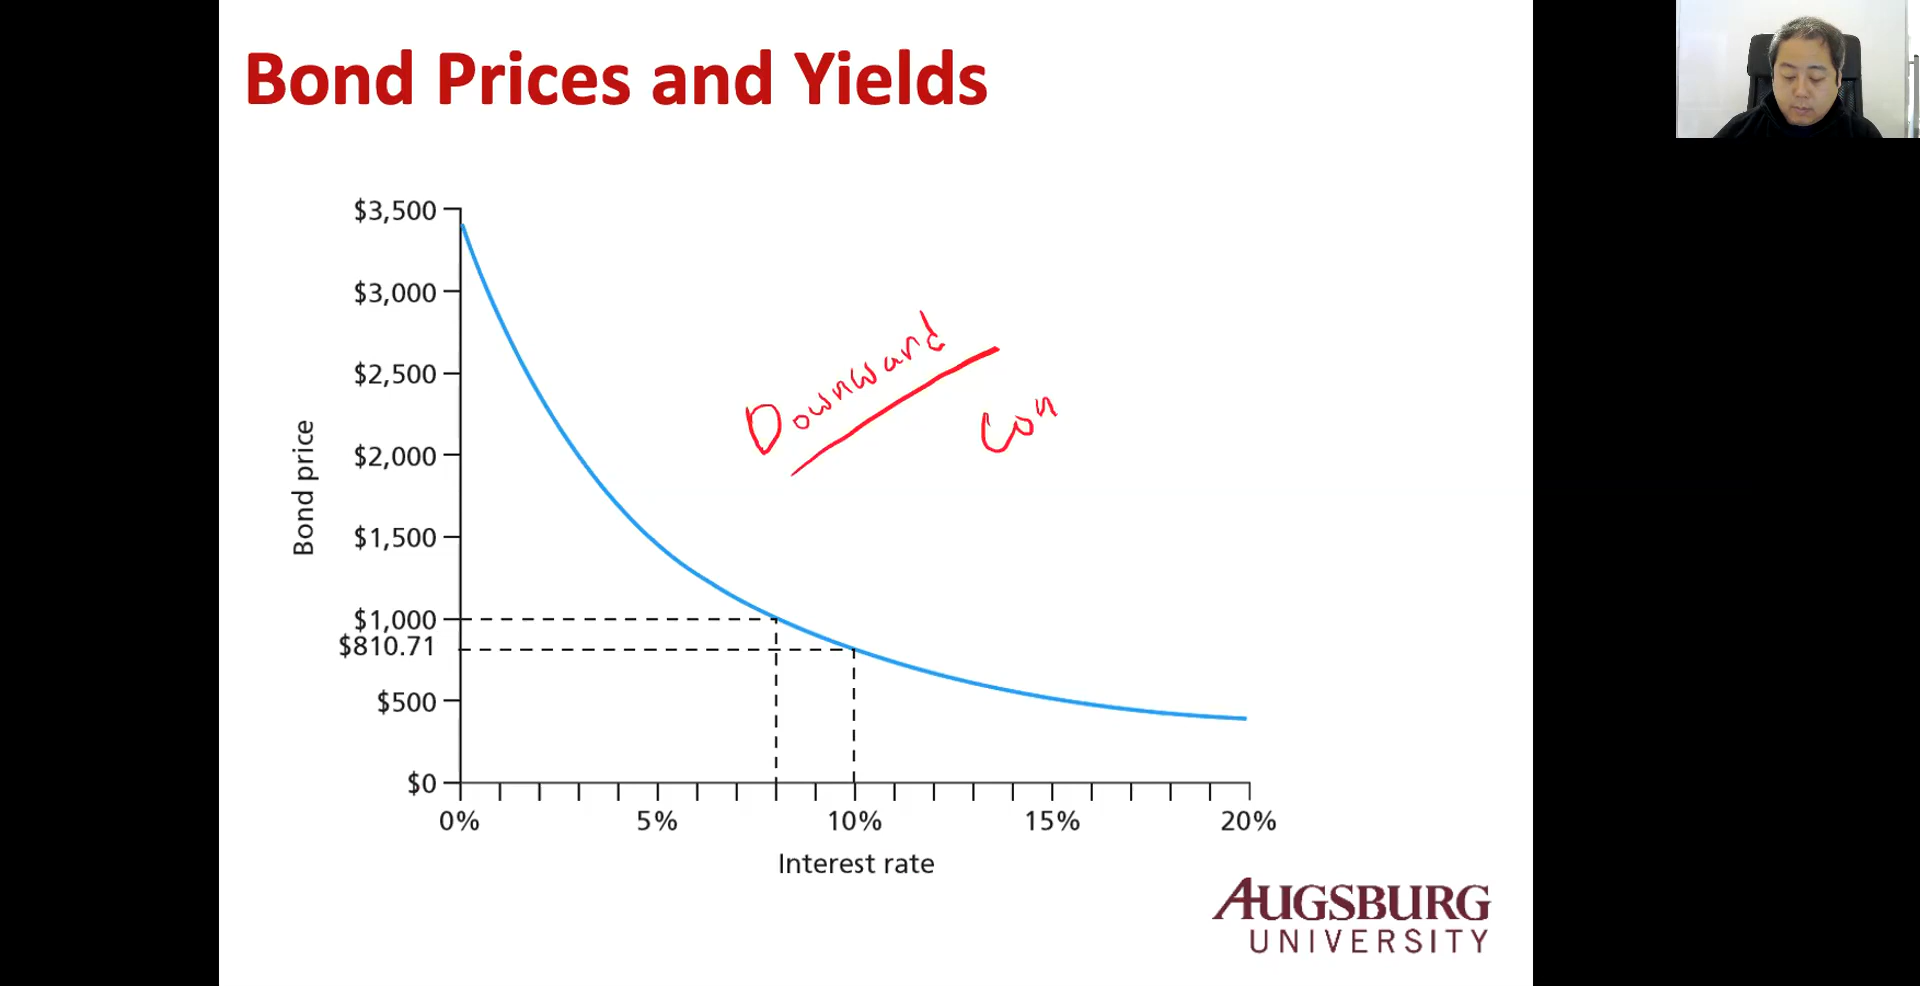 Bond Prices and Yields
$3,500
$3,000
$2,500
$2,000
$1,500
$1,000
$810.71
$500
$0
Bond price
Downward
Con
0% 5% 10% 15% 20%
Interest rate
AUGSBURG
UNIVERSITY